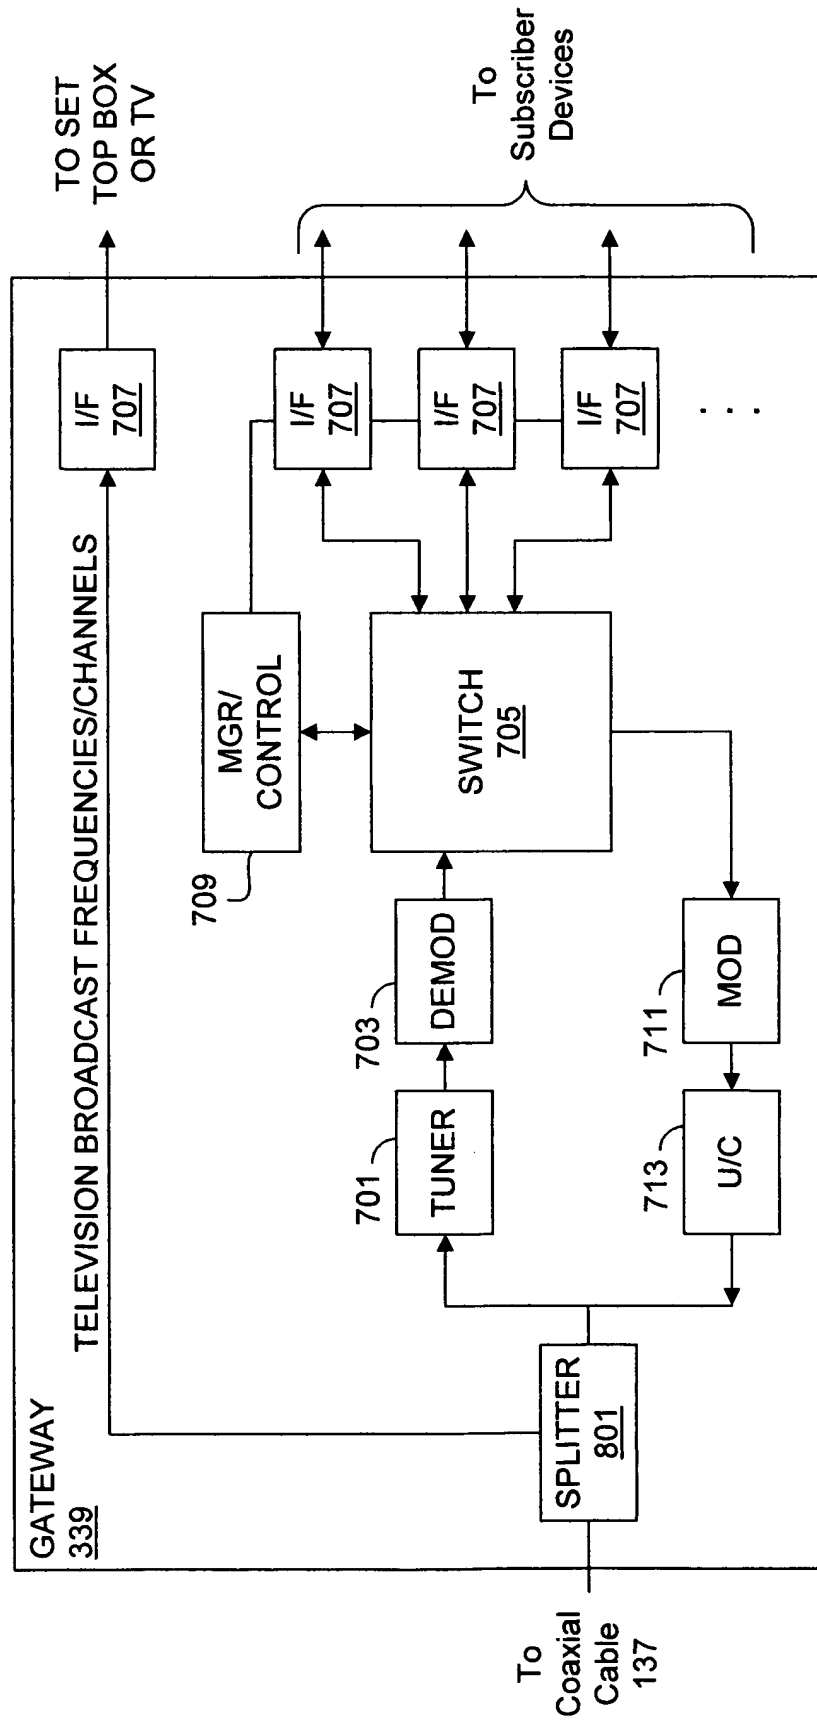 GATEWAY
339
TELEVISION BROADCAST FREQUENCIES/CHANNELS
I/F
707
TO SET
TOP BOX
OR TV
709
MGR/
CONTROL
I/F
707
I/F
707
I/F
707
. . .
To
Subscriber
Devices
701
TUNER
703
DEMOD
SWITCH
705
To
Coaxial
Cable
137
SPLITTER
801
713
U/C
711
MOD